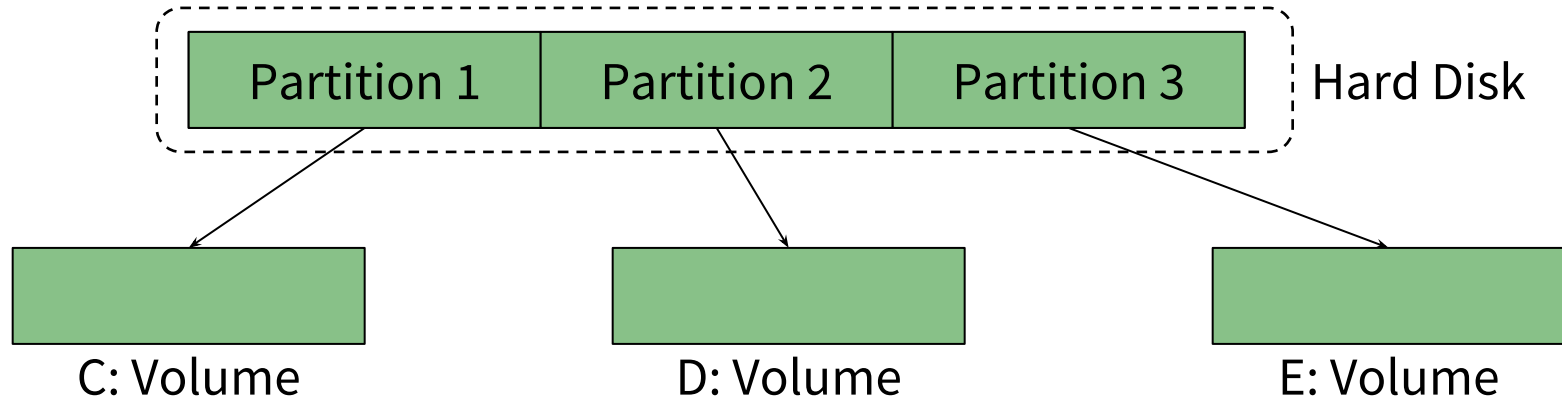 Partition 1
Partition 2
Partition 3
Hard Disk
C: Volume
D: Volume
E: Volume